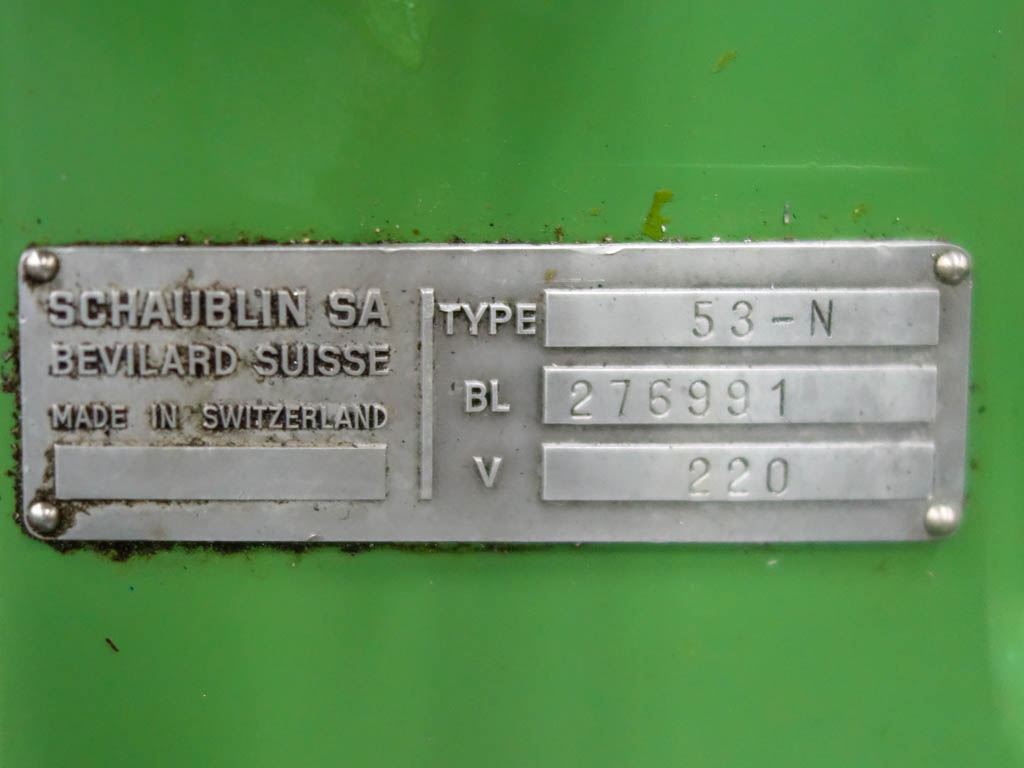 SCHAUBLIN SA
BEVILARD SUISSE
MADE IN SWITZERLAND
TYPE 53-N
BL 276991
V 220